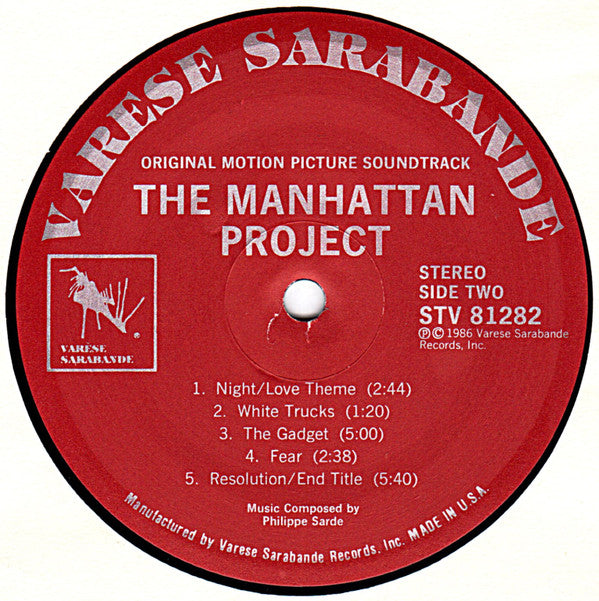 VARESE SARABANDE
ORIGINAL MOTION PICTURE SOUNDTRACK
THE MANHATTAN
PROJECT
VARESE
SARABANDE
®
STEREO
SIDE TWO
STV 81282
℗© 1986 Varese Sarabande
Records, Inc.
1. Night/Love Theme (2:44)
2. White Trucks (1:20)
3. The Gadget (5:00)
4. Fear (2:38)
5. Resolution/End Title (5:40)
Music Composed by
Philippe Sarde
Manufactured by Varese Sarabande Records, Inc. MADE IN U.S.A.